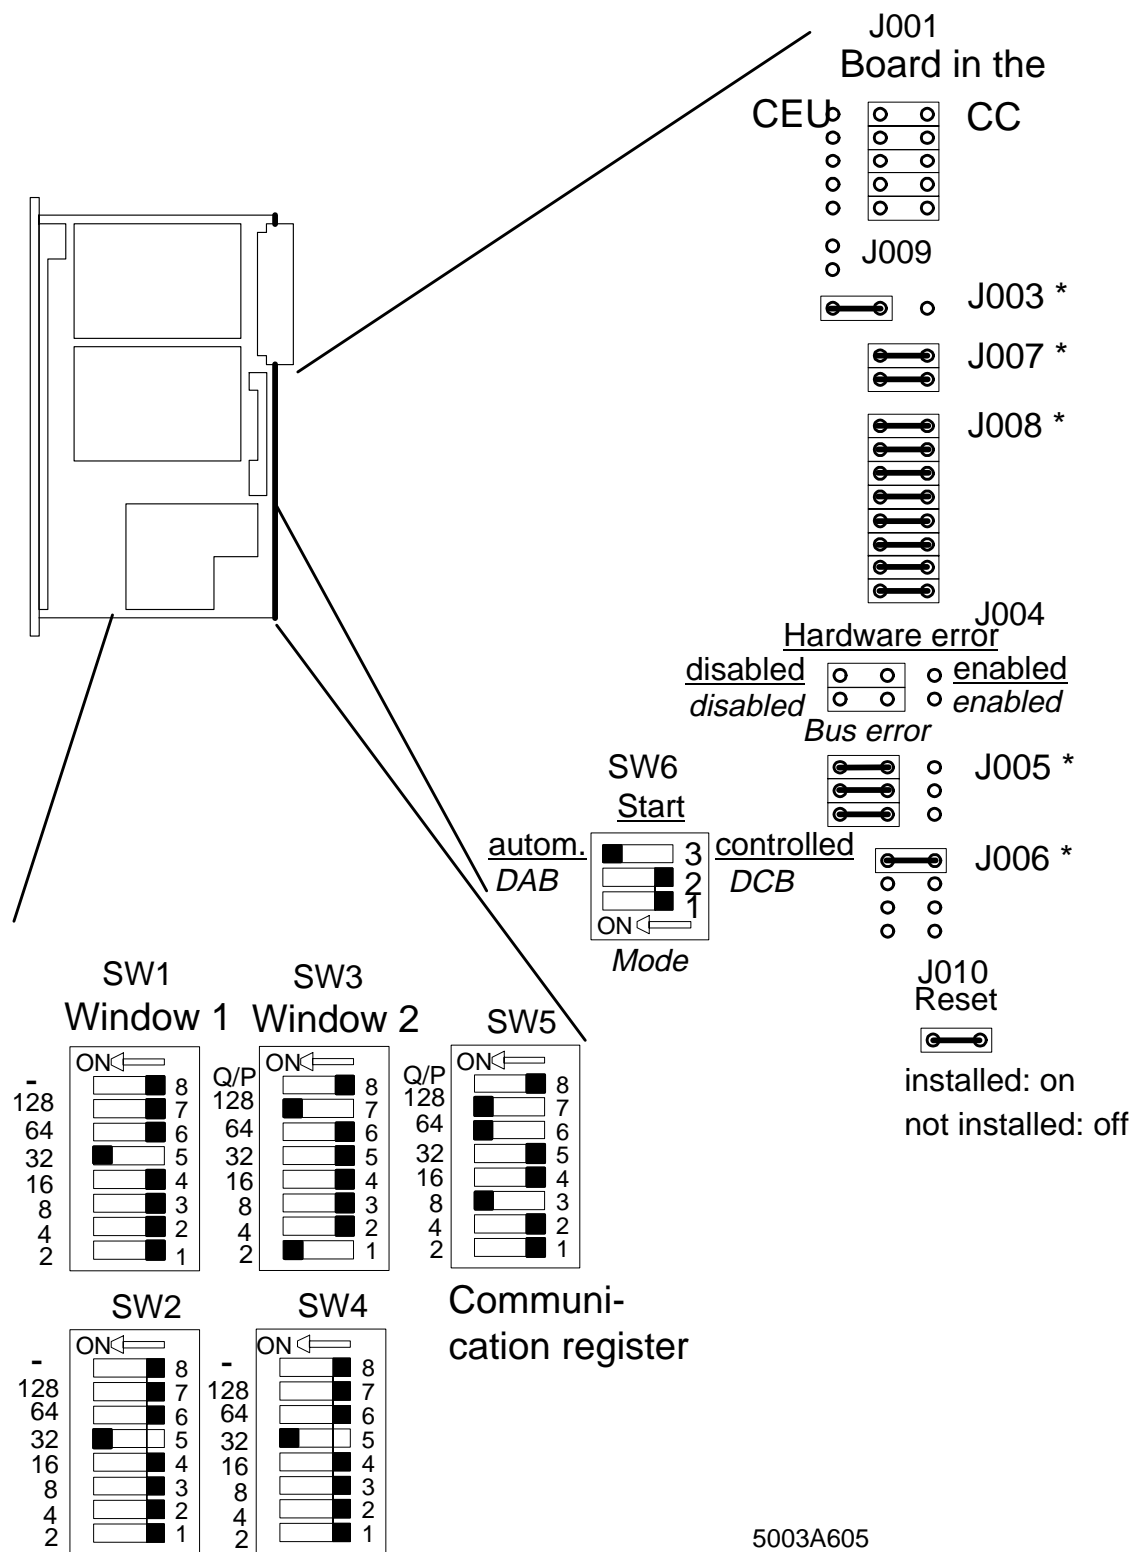 J001
Board in the
CEU CC
J009
J003 *
J007 *
J008 *
J004
Hardware error
disabled enabled
disabled enabled
Bus error
SW6
Start
J005 *
autom. 3 controlled
DAB 2 DCB
1
ON
Mode
J006 *
J010
Reset
installed: on
not installed: off
SW1
Window 1
ON
- 8
128 7
64 6
32 5
16 4
8 3
4 2
2 1
SW3
Window 2
ON
Q/P 8
128 7
64 6
32 5
16 4
8 3
4 2
2 1
SW5
ON
Q/P 8
128 7
64 6
32 5
16 4
8 3
4 2
2 1
Communi-
cation register
SW2
ON
- 8
128 7
64 6
32 5
16 4
8 3
4 2
2 1
SW4
ON
- 8
128 7
64 6
32 5
16 4
8 3
4 2
2 1
5003A605